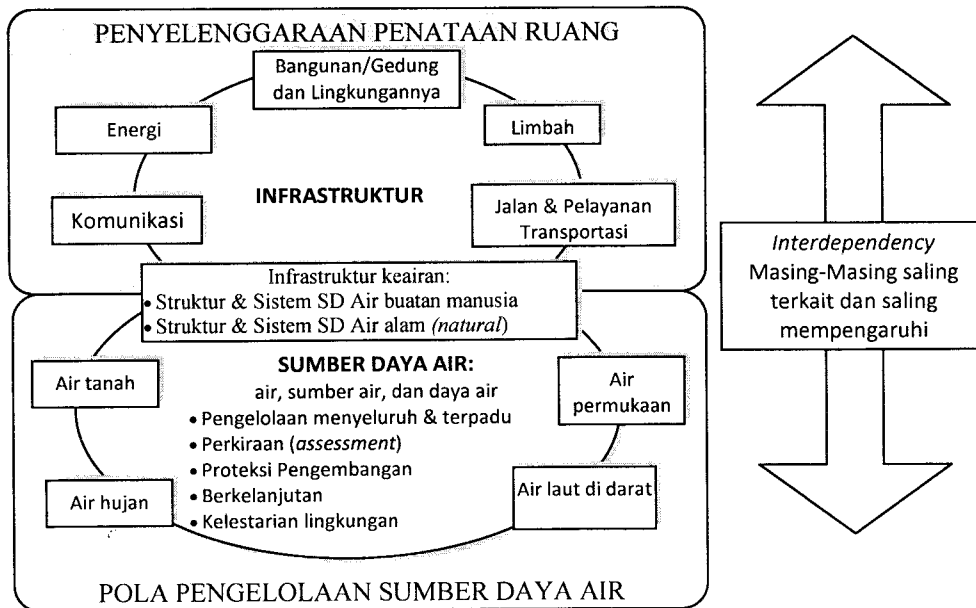 PENYELENGGARAAN PENATAAN RUANG
Bangunan/Gedung
dan Lingkungannya
Energi
Limbah
INFRASTRUKTUR
Komunikasi
Jalan & Pelayanan
Transportasi
Infrastruktur keairan:
• Struktur & Sistem SD Air buatan manusia
• Struktur & Sistem SD Air alam (natural)
SUMBER DAYA AIR:
air, sumber air, dan daya air
• Pengelolaan menyeluruh & terpadu
• Perkiraan (assessment)
• Proteksi Pengembangan
• Berkelanjutan
• Kelestarian lingkungan
Air tanah
Air
permukaan
Air hujan
Air laut di darat
POLA PENGELOLAAN SUMBER DAYA AIR
Interdependency
Masing-Masing saling
terkait dan saling
mempengaruhi